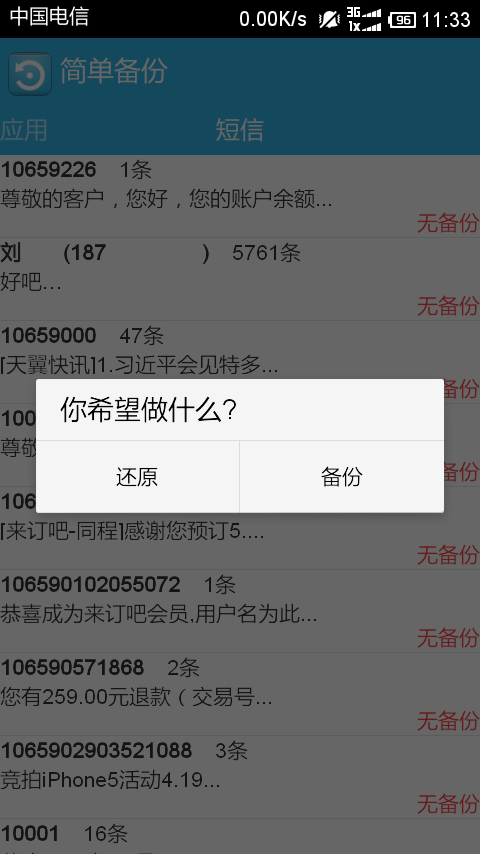 中国电信 0.00K/s 3G 1X 96 11:33
简单备份
应用 短信
10659226 1条
尊敬的客户，您好，您的账户余额...
无备份
刘 (187 ) 5761条
好吧...
无备份
10659000 47条
[天翼快讯]1.习近平会见特多...
备份
100
尊敬
备份
你希望做什么?
还原 备份
106
[来订吧-同程]感谢您预订5....
无备份
106590102055072 1条
恭喜成为来订吧会员,用户名为此...
无备份
106590571868 2条
您有259.00元退款（交易号...
无备份
1065902903521088 3条
竞拍iPhone5活动4.19...
无备份
10001 16条